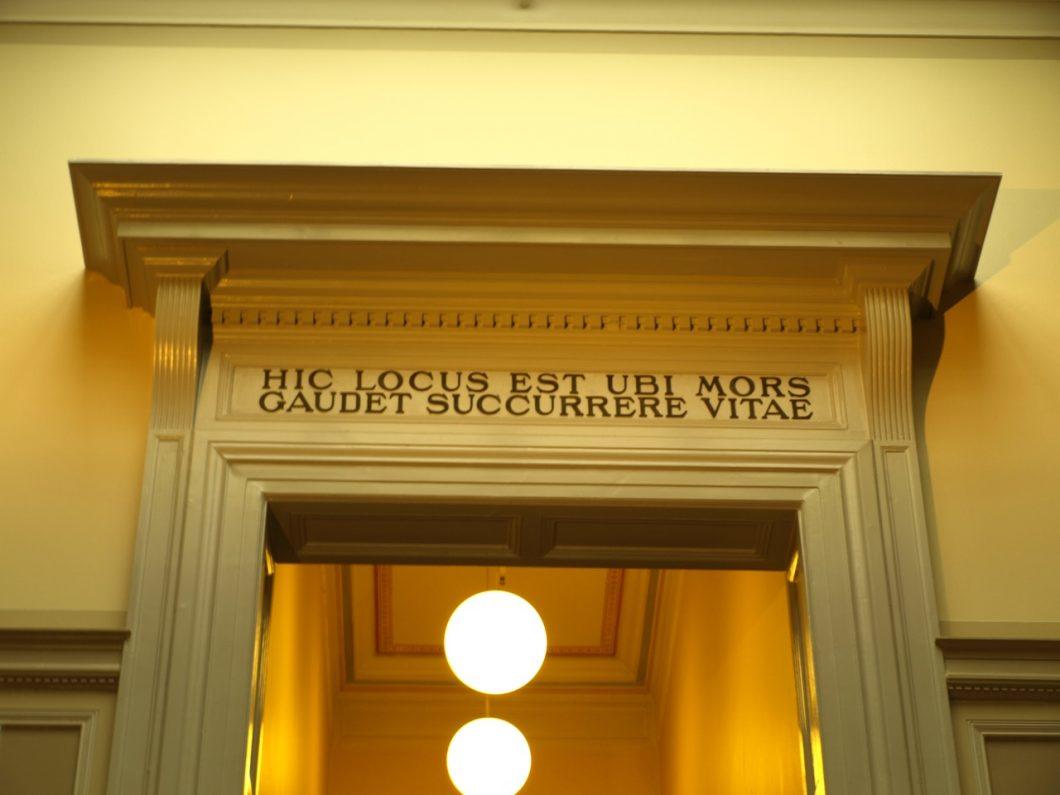 HIC LOCUS EST UBI MORS
GAUDET SUCCURRERE VITAE